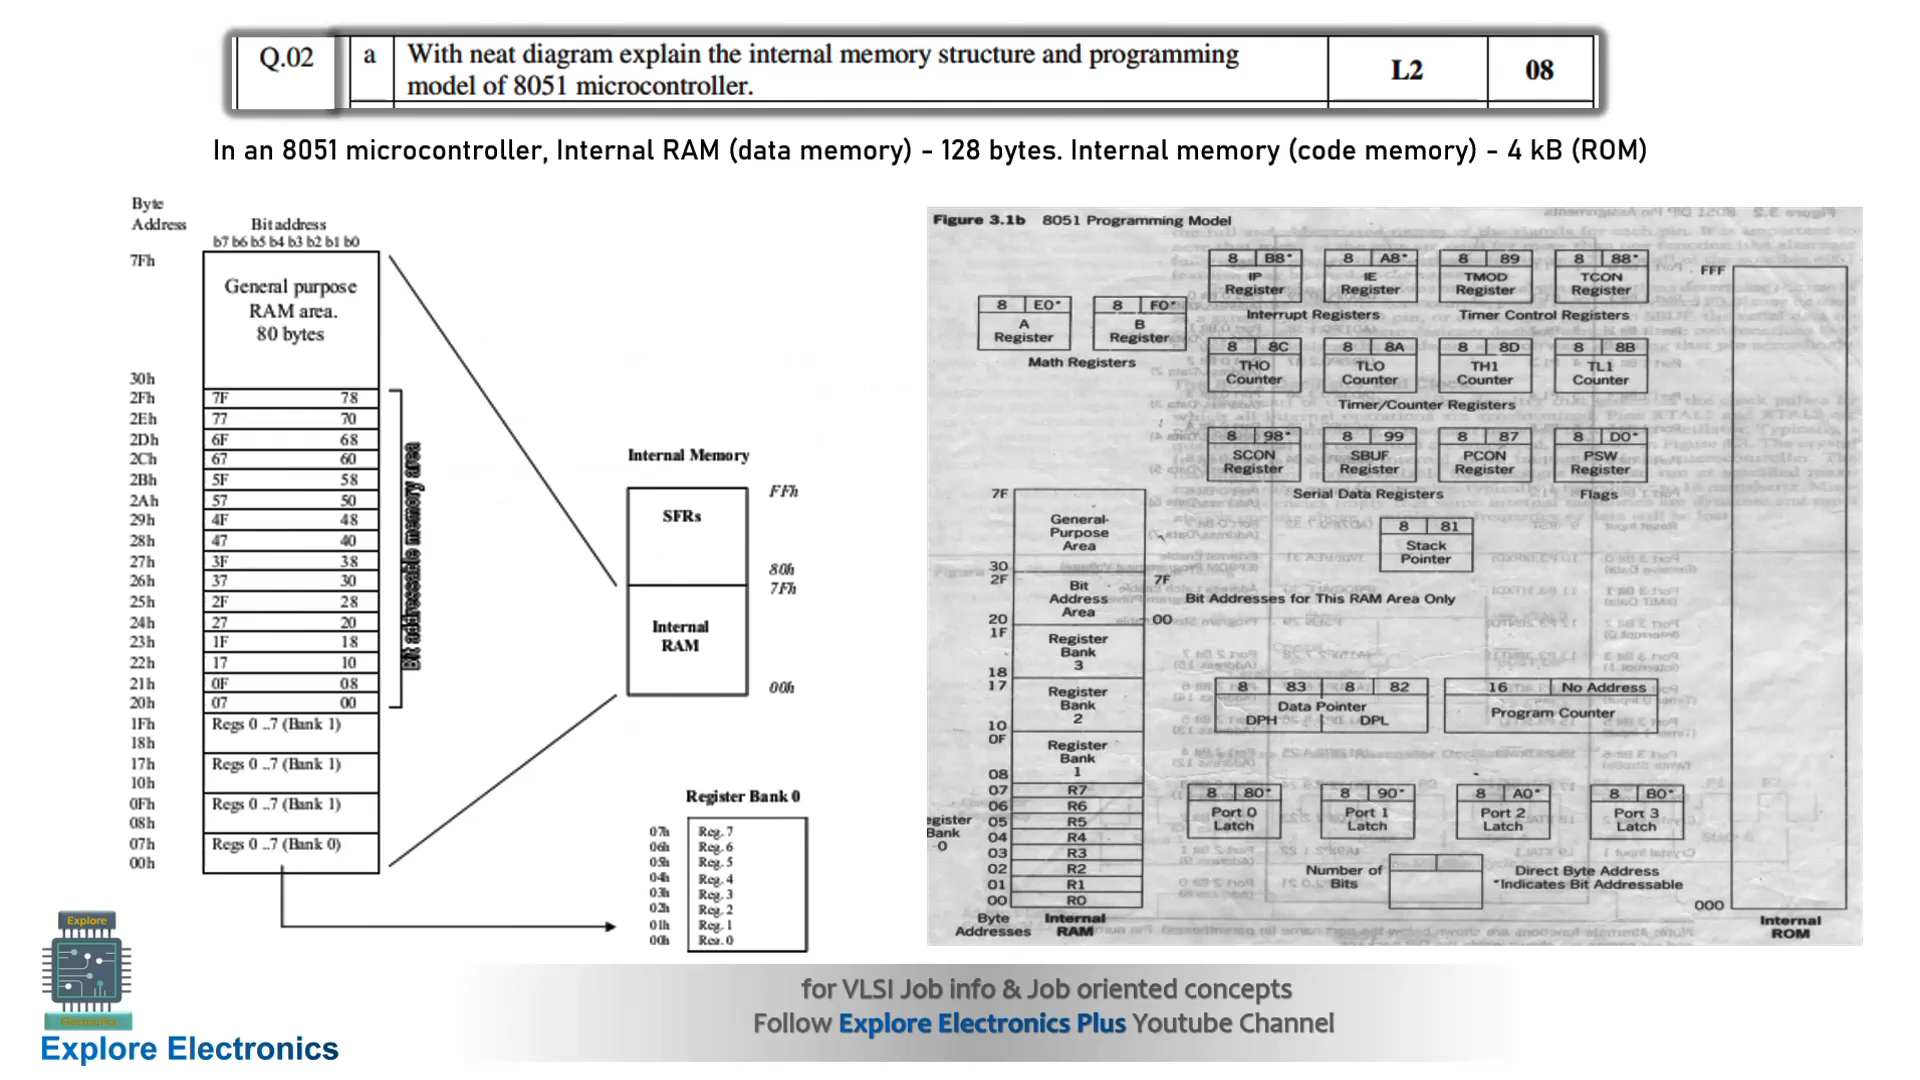 Q.02 a With neat diagram explain the internal memory structure and programming L2 08
model of 8051 microcontroller.
In an 8051 microcontroller, Internal RAM (data memory) - 128 bytes. Internal memory (code memory) - 4 kB (ROM)
Byte
Address
Bit address
b7 b6 b5 b4 b3 b2 b1 b0
7Fh
General purpose
RAM area.
80 bytes
30h
2Fh 7F 78
2Eh 77 70
2Dh 6F 68
2Ch 67 60
2Bh 5F 58
2Ah 57 50
29h 4F 48
28h 47 40
27h 3F 38
26h 37 30
25h 2F 28
24h 27 20
23h 1F 18
22h 17 10
21h 0F 08
20h 07 00
Bit addressable memory area
1Fh Regs 0 ..7 (Bank 1)
18h
17h Regs 0 ..7 (Bank 1)
10h
0Fh Regs 0 ..7 (Bank 1)
08h
07h Regs 0 ..7 (Bank 0)
00h
Internal Memory
FFh
SFRs
80h
7Fh
Internal
RAM
00h
Register Bank 0
07h Reg. 7
06h Reg. 6
05h Reg. 5
04h Reg. 4
03h Reg. 3
02h Reg. 2
01h Reg. 1
00h Reg. 0
Figure 3.1b 8051 Programming Model
8 E0* 8 F0*
A B
Register Register
Math Registers
8 B8* 8 A8* 8 89 8 88*
IP IE TMOD TCON
Register Register Register Register
Interrupt Registers Timer Control Registers
8 8C 8 8A 8 8D 8 8B
THO TLO TH1 TL1
Counter Counter Counter Counter
Timer/Counter Registers
8 98* 8 99 8 87 8 D0*
SCON SBUF PCON PSW
Register Register Register Register
Serial Data Registers Flags
8 81
Stack
Pointer
7F
General-
Purpose
Area
30
2F
Bit
Address
Area
7F
Bit Addresses for This RAM Area Only
00
20
1F
Register
Bank
3
18
17
Register
Bank
2
10
0F
Register
Bank
1
08
07 R7
06 R6
05 R5
04 R4
03 R3
02 R2
01 R1
00 R0
egister
Bank
0
Byte
Addresses
Internal
RAM
8 83 8 82
Data Pointer
DPH DPL
16 No Address
Program Counter
8 80* 8 90* 8 A0* 8 B0*
Port 0 Port 1 Port 2 Port 3
Latch Latch Latch Latch
Number of
Bits
Direct Byte Address
*Indicates Bit Addressable
FFF
000
Internal
ROM
Explore
Electronics
Explore Electronics
for VLSI Job info & Job oriented concepts
Follow Explore Electronics Plus Youtube Channel